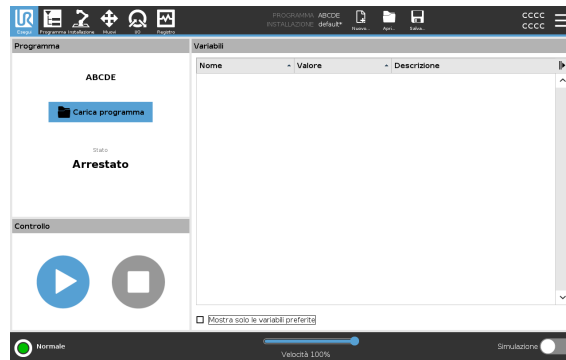 UR
PROGRAMMA ABCDE
INSTALLAZIONE default*
cccc
cccc
Esegui Programma Installazione Muovi I/O Registro
Nuovo... Apri... Salva...
Programma
Variabili
ABCDE
Carica programma
Stato
Arrestato
Controllo
Nome Valore Descrizione
Mostra solo le variabili preferite
Normale
Velocità 100%
Simulazione